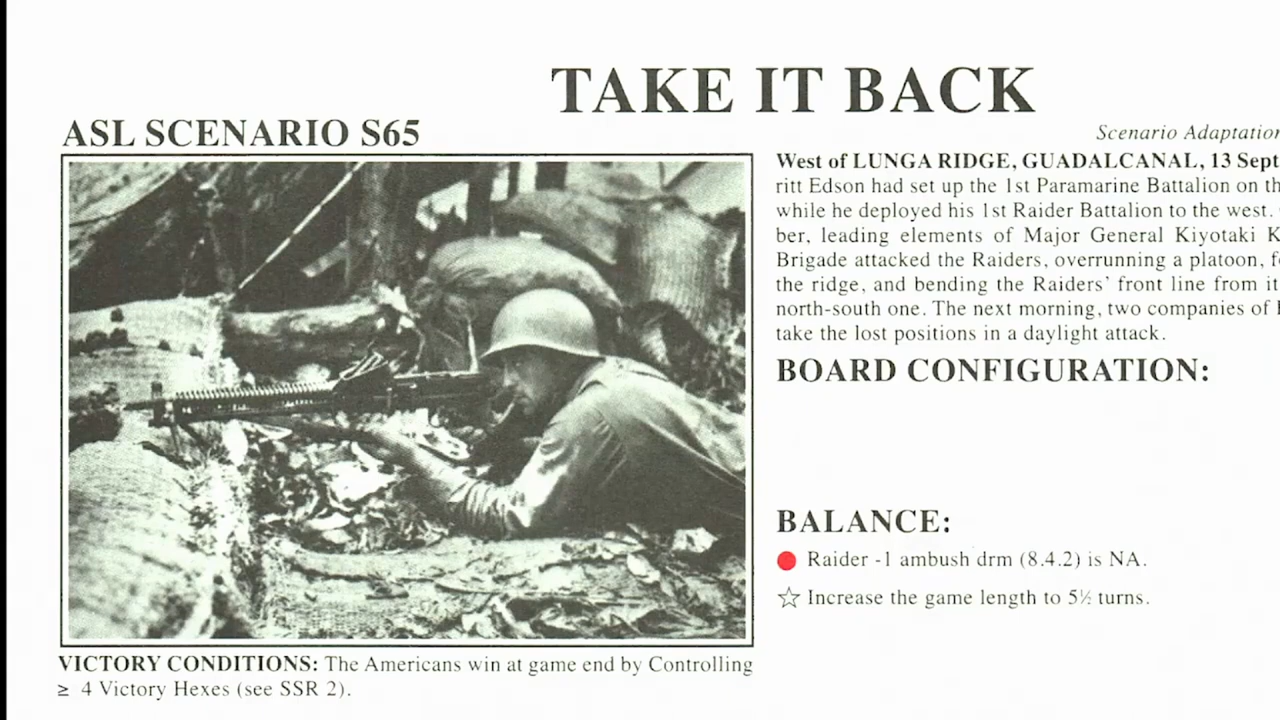 TAKE IT BACK
ASL SCENARIO S65
Scenario Adaptation
West of LUNGA RIDGE, GUADALCANAL, 13 Sept
ritt Edson had set up the 1st Paramarine Battalion on th
while he deployed his 1st Raider Battalion to the west.
ber, leading elements of Major General Kiyotaki K
Brigade attacked the Raiders, overrunning a platoon, f
the ridge, and bending the Raiders' front line from it
north-south one. The next morning, two companies of
take the lost positions in a daylight attack.
BOARD CONFIGURATION:
BALANCE:
Raider -1 ambush drm (8.4.2) is NA.
☆ Increase the game length to 5½ turns.
VICTORY CONDITIONS: The Americans win at game end by Controlling
≥ 4 Victory Hexes (see SSR 2).